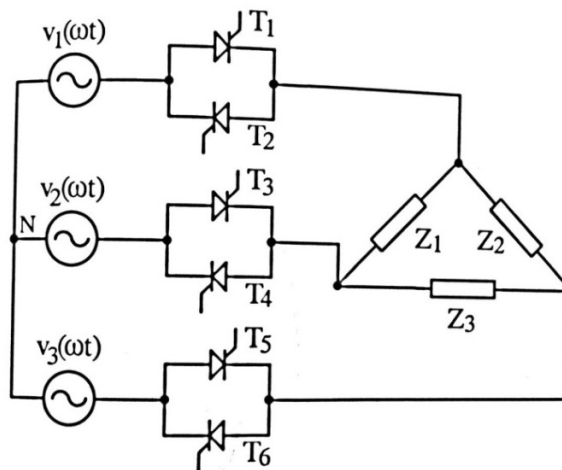 v₁(ωt)
T₁
T₂
v₂(ωt)
T₃
N
Z₁
Z₂
T₄
Z₃
v₃(ωt)
T₅
T₆